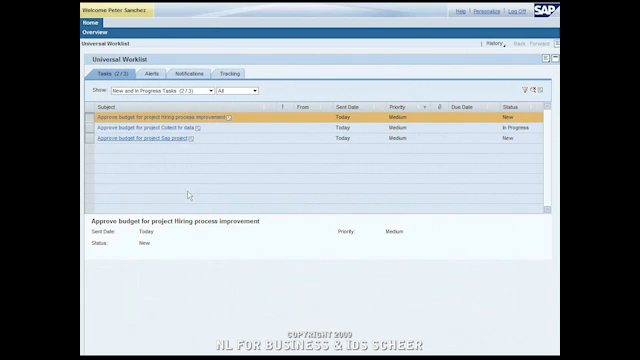 Welcome Peter Sanchez
Help Personalize Log Off SAP
Home
Overview
Universal Worklist
History Back Forward
Universal Worklist
Tasks (2 / 3) Alerts Notifications Tracking
Show: New and In Progress Tasks (2 / 3) All
Subject ! From Sent Date Priority Due Date Status
Approve budget for project Hiring process improvement Today Medium New
Approve budget for project Collect hr data Today Medium In Progress
Approve budget for project Sap project Today Medium New
Approve budget for project Hiring process improvement
Sent Date: Today Priority: Medium
Status: New
COPYRIGHT 2009
NL FOR BUSINESS & IDS SCHEER